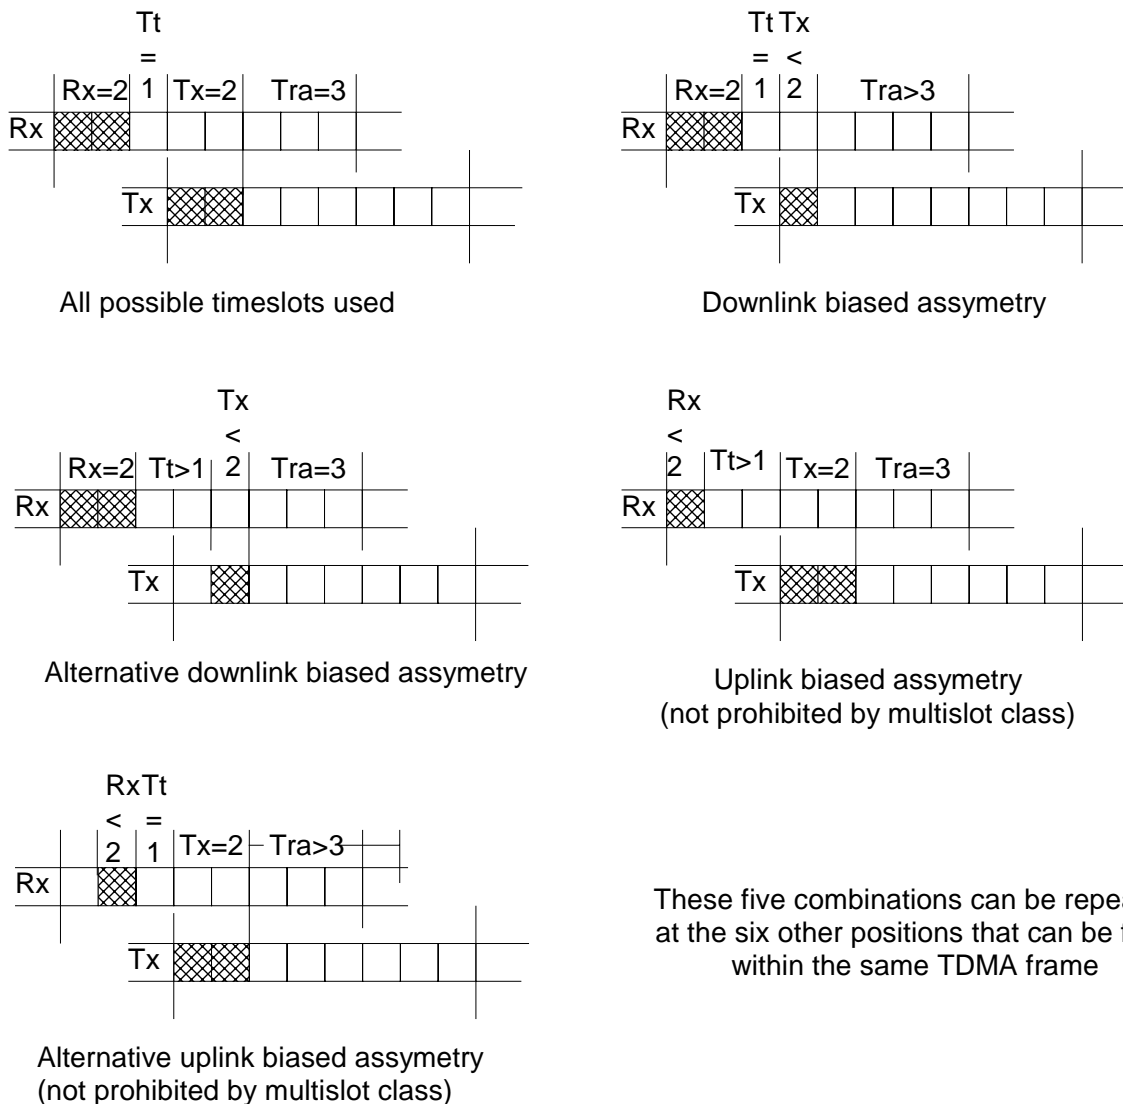 Tt
=
1
Rx=2 Tx=2 Tra=3
Rx
Tx
All possible timeslots used
Tt Tx
= <
Rx=2 1 2 Tra>3
Rx
Tx
Downlink biased assymetry
Tx
<
Rx=2 Tt>1 2 Tra=3
Rx
Tx
Alternative downlink biased assymetry
Rx
<
2 Tt>1 Tx=2 Tra=3
Rx
Tx
Uplink biased assymetry
(not prohibited by multislot class)
RxTt
< =
2 1 Tx=2 Tra>3
Rx
Tx
Alternative uplink biased assymetry
(not prohibited by multislot class)
These five combinations can be
at the six other positions that can be
within the same TDMA frame